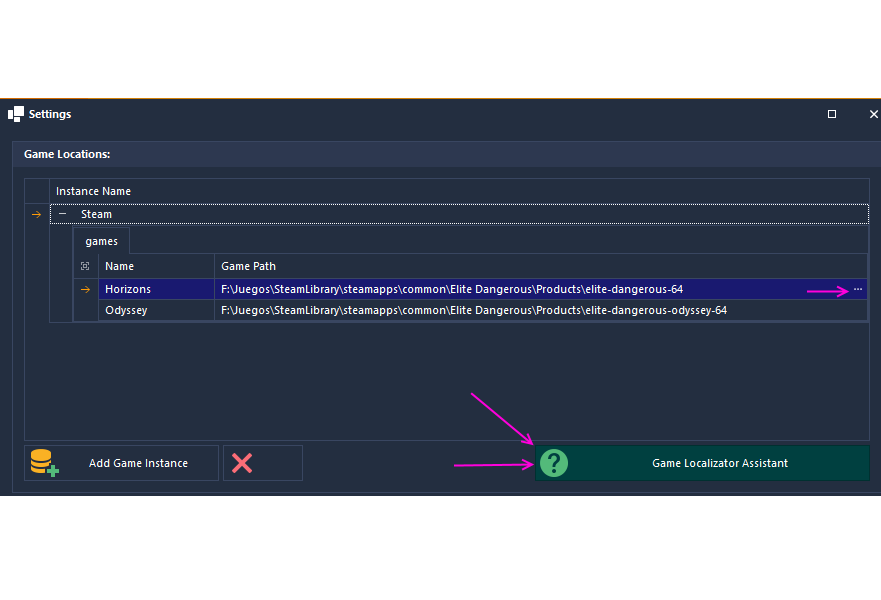 Settings
Game Locations:
Instance Name
Steam
games
Name Game Path
Horizons F:\Juegos\SteamLibrary\steamapps\common\Elite Dangerous\Products\elite-dangerous-64 ...
Odyssey F:\Juegos\SteamLibrary\steamapps\common\Elite Dangerous\Products\elite-dangerous-odyssey-64
Add Game Instance ? Game Localizator Assistant